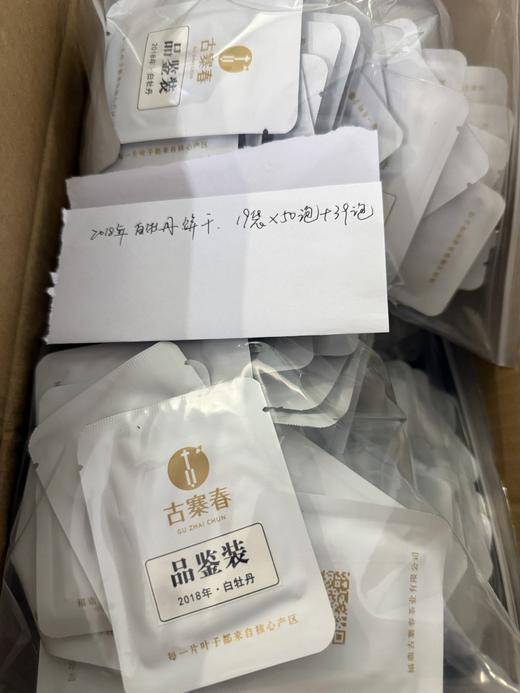 古寨春
品鉴装
2018年·白牡丹
2018年 白牡丹 饼干. 19袋×50泡+39泡
古寨春
GU ZHAI CHUN
品鉴装
2018年·白牡丹
每一片叶子都来自核心产区